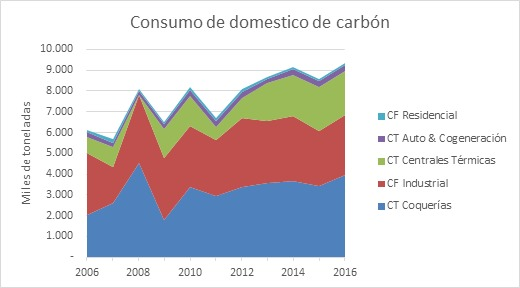 Consumo de domestico de carbón
Miles de toneladas
10.000
9.000
8.000
7.000
6.000
5.000
4.000
3.000
2.000
1.000
-
2006
2008
2010
2012
2014
2016
CF Residencial
CT Auto & Cogeneración
CT Centrales Térmicas
CF Industrial
CT Coquerías